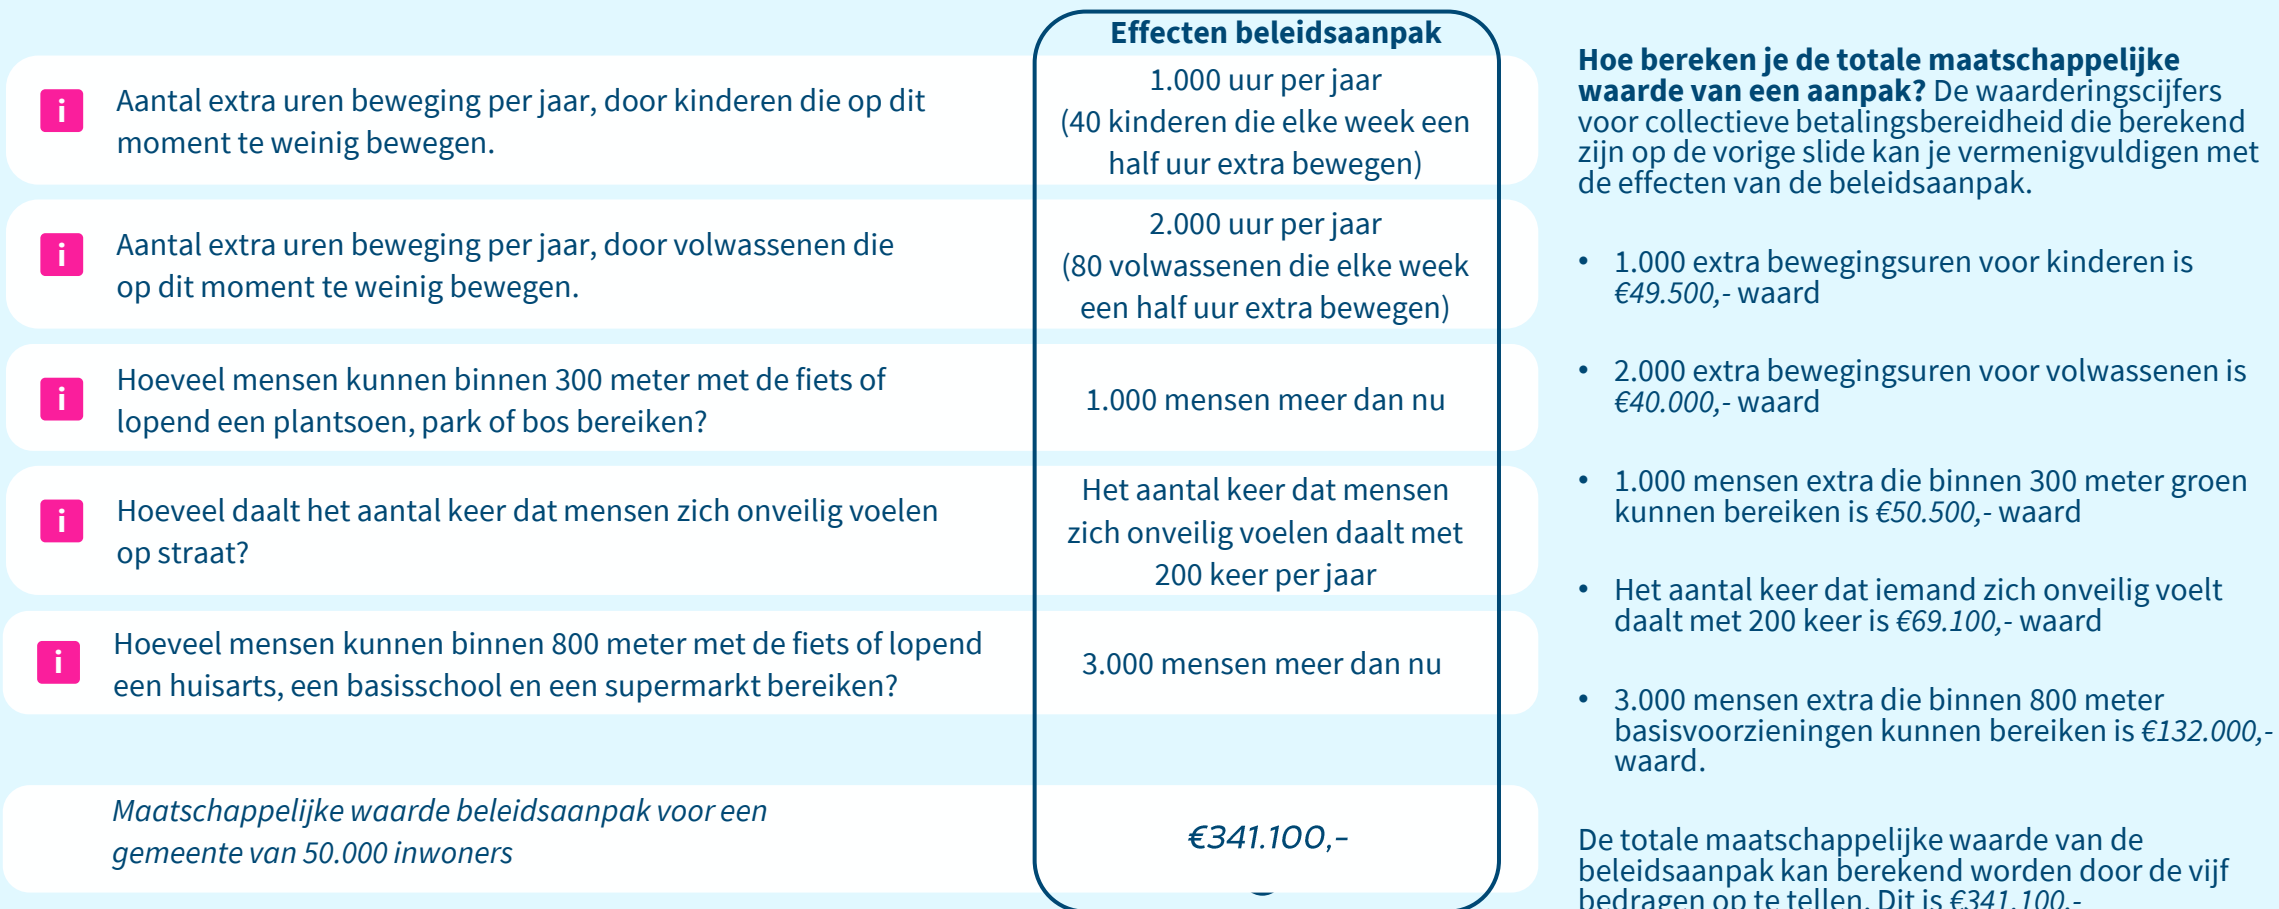 Effecten beleidsaanpak
i
Aantal extra uren beweging per jaar, door kinderen die op dit
moment te weinig bewegen.
1.000 uur per jaar
(40 kinderen die elke week een
half uur extra bewegen)
i
Aantal extra uren beweging per jaar, door volwassenen die
op dit moment te weinig bewegen.
2.000 uur per jaar
(80 volwassenen die elke week
een half uur extra bewegen)
i
Hoeveel mensen kunnen binnen 300 meter met de fiets of
lopend een plantsoen, park of bos bereiken?
1.000 mensen meer dan nu
i
Hoeveel daalt het aantal keer dat mensen zich onveilig voelen
op straat?
Het aantal keer dat mensen
zich onveilig voelen daalt met
200 keer per jaar
i
Hoeveel mensen kunnen binnen 800 meter met de fiets of lopend
een huisarts, een basisschool en een supermarkt bereiken?
3.000 mensen meer dan nu
Maatschappelijke waarde beleidsaanpak voor een
gemeente van 50.000 inwoners
€341.100,-
Hoe bereken je de totale maatschappelijke
waarde van een aanpak? De waarderingscijfers
voor collectieve betalingsbereidheid die berekend
zijn op de vorige slide kan je vermenigvuldigen met
de effecten van de beleidsaanpak.
• 1.000 extra bewegingsuren voor kinderen is
€49.500,- waard
• 2.000 extra bewegingsuren voor volwassenen is
€40.000,- waard
• 1.000 mensen extra die binnen 300 meter groen
kunnen bereiken is €50.500,- waard
• Het aantal keer dat iemand zich onveilig voelt
daalt met 200 keer is €69.100,- waard
• 3.000 mensen extra die binnen 800 meter
basisvoorzieningen kunnen bereiken is €132.000,-
waard.
De totale maatschappelijke waarde van de
beleidsaanpak kan berekend worden door de vijf
bedragen op te tellen. Dit is €341.100,-